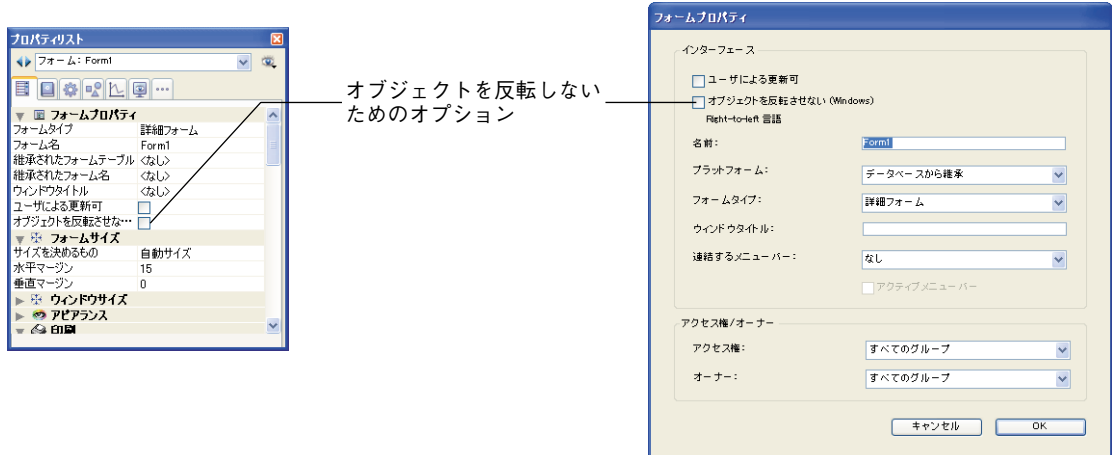 プロパティリスト
フォーム: Form1
フォームプロパティ
フォームタイプ 詳細フォーム
フォーム名 Form1
継承されたフォームテーブル <なし>
継承されたフォーム名 <なし>
ウィンドウタイトル <なし>
ユーザによる更新可
オブジェクトを反転させな…
フォームサイズ
サイズを決めるもの 自動サイズ
水平マージン 15
垂直マージン 0
ウィンドウサイズ
アピアランス
印刷
オブジェクトを反転しない
ためのオプション
フォームプロパティ
インターフェース
ユーザによる更新可
オブジェクトを反転させない (Windows)
Right-to-left 言語
名前: Form1
プラットフォーム: データベースから継承
フォームタイプ: 詳細フォーム
ウィンドウタイトル:
連結するメニューバー: なし
アクティブメニューバー
アクセス権/オーナー
アクセス権: すべてのグループ
オーナー: すべてのグループ
キャンセル OK